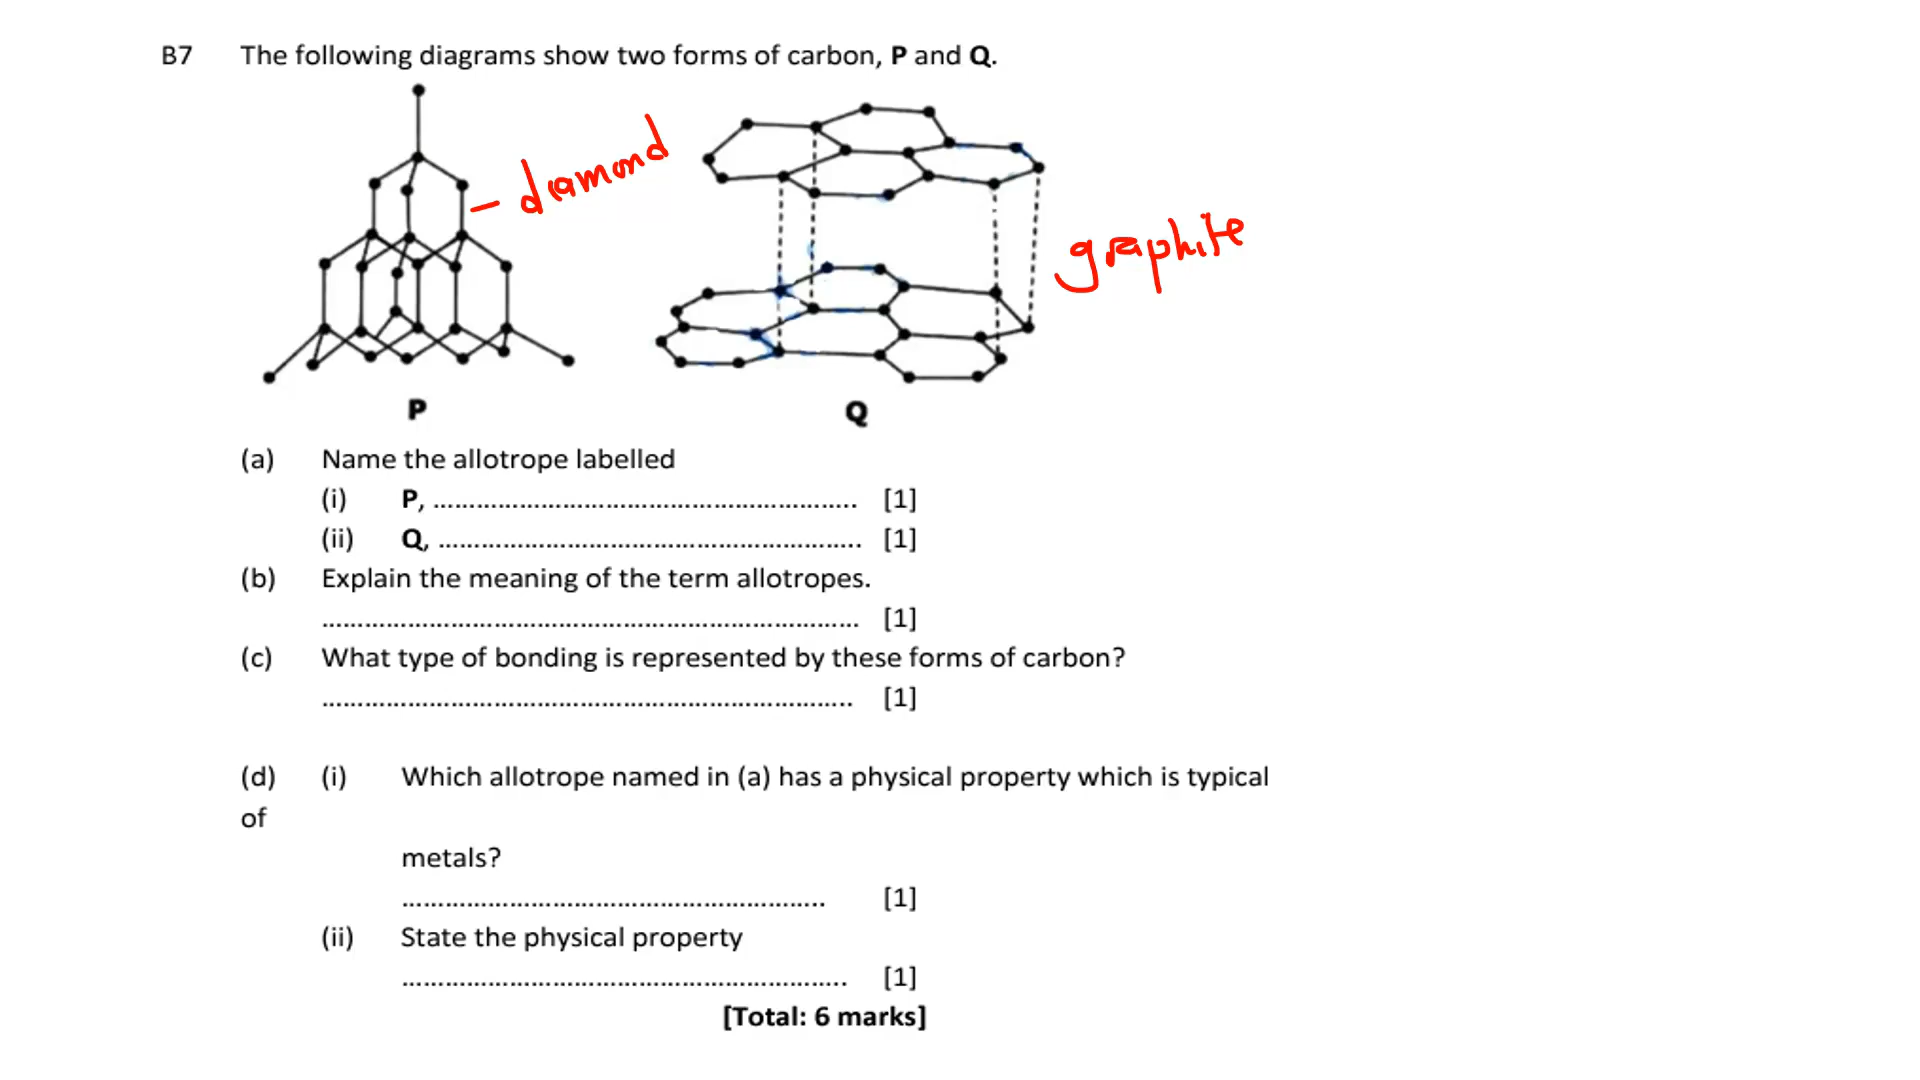 B7 The following diagrams show two forms of carbon, P and Q.
diamond
graphite
P
Q
(a) Name the allotrope labelled
(i) P, ........................................................ [1]
(ii) Q, ........................................................ [1]
(b) Explain the meaning of the term allotropes.
........................................................................ [1]
(c) What type of bonding is represented by these forms of carbon?
....................................................................... [1]
(d) (i) Which allotrope named in (a) has a physical property which is typical
of
metals?
........................................................ [1]
(ii) State the physical property
........................................................... [1]
[Total: 6 marks]